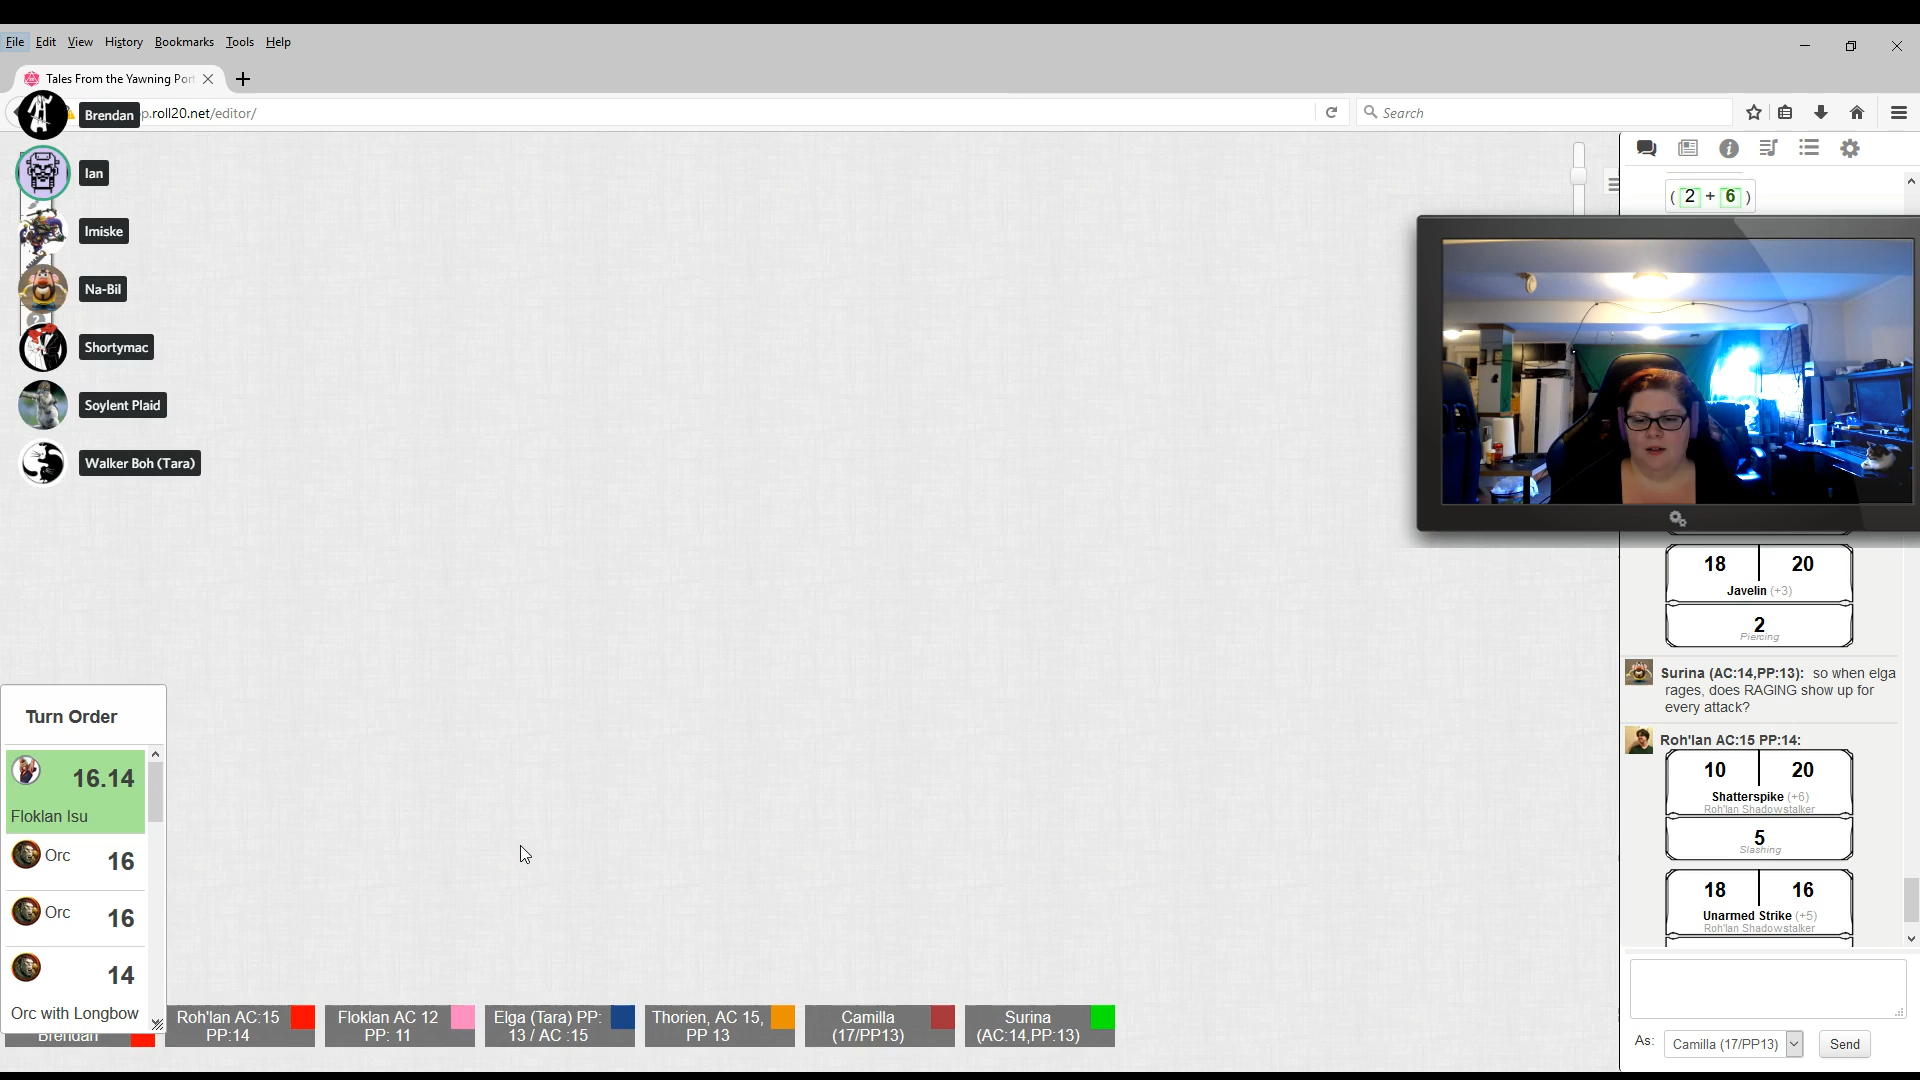 File Edit View History Bookmarks Tools Help
Tales From the Yawning Por
p.roll20.net/editor/
Search
Brendan
Ian
Imiske
Na-Bil
Shortymac
Soylent Plaid
Walker Boh (Tara)
( 2 + 6 )
18 20
Javelin (+3)
2
Piercing
Surina (AC:14,PP:13): so when elga
rages, does RAGING show up for
every attack?
Roh'lan AC:15 PP:14:
10 20
Shatterspike (+6)
Roh'lan Shadowstalker
5
Slashing
18 16
Unarmed Strike (+5)
Roh'lan Shadowstalker
As: Camilla (17/PP13) Send
Turn Order
16.14
Floklan Isu
Orc 16
Orc 16
14
Orc with Longbow
Brendan
Roh'lan AC:15
PP:14
Floklan AC 12
PP: 11
Elga (Tara) PP:
13 / AC :15
Thorien, AC 15,
PP 13
Camilla
(17/PP13)
Surina
(AC:14,PP:13)